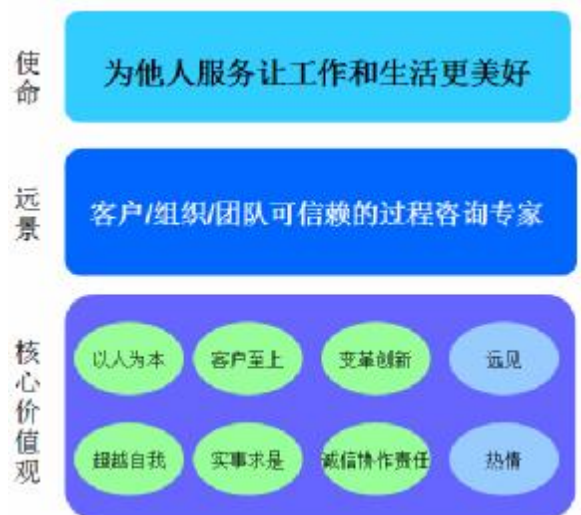 使命
为他人服务让工作和生活更美好
远景
客户/组织/团队可信赖的过程咨询专家
核心价值观
以人为本 客户至上 变革创新 远见
超越自我 实事求是 诚信协作责任 热情